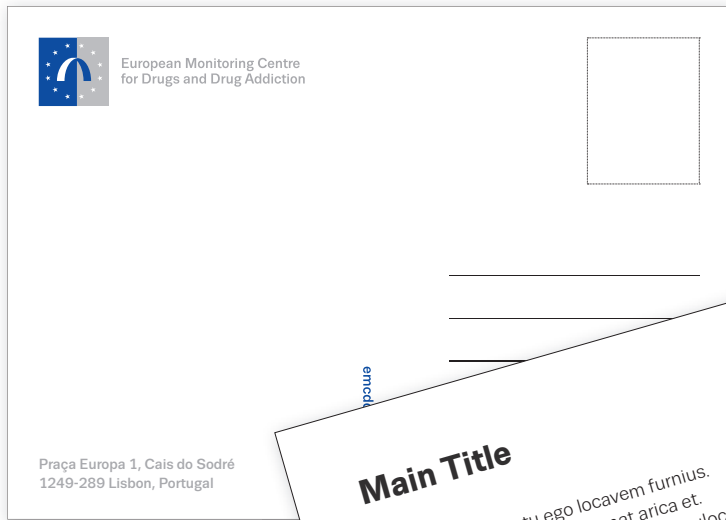 European Monitoring Centre
for Drugs and Drug Addiction
Praça Europa 1, Cais do Sodré
1249-289 Lisbon, Portugal
Main Title
ego locavem furnius.
arica et.